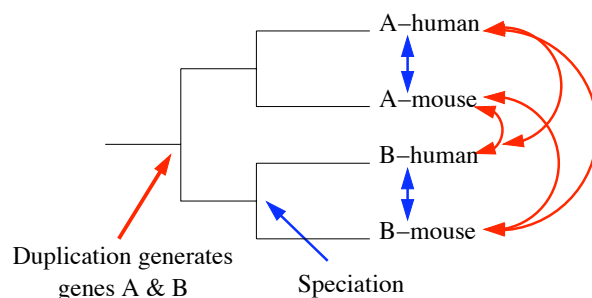 A–human
A–mouse
B–human
B–mouse
Duplication generates
genes A & B
Speciation